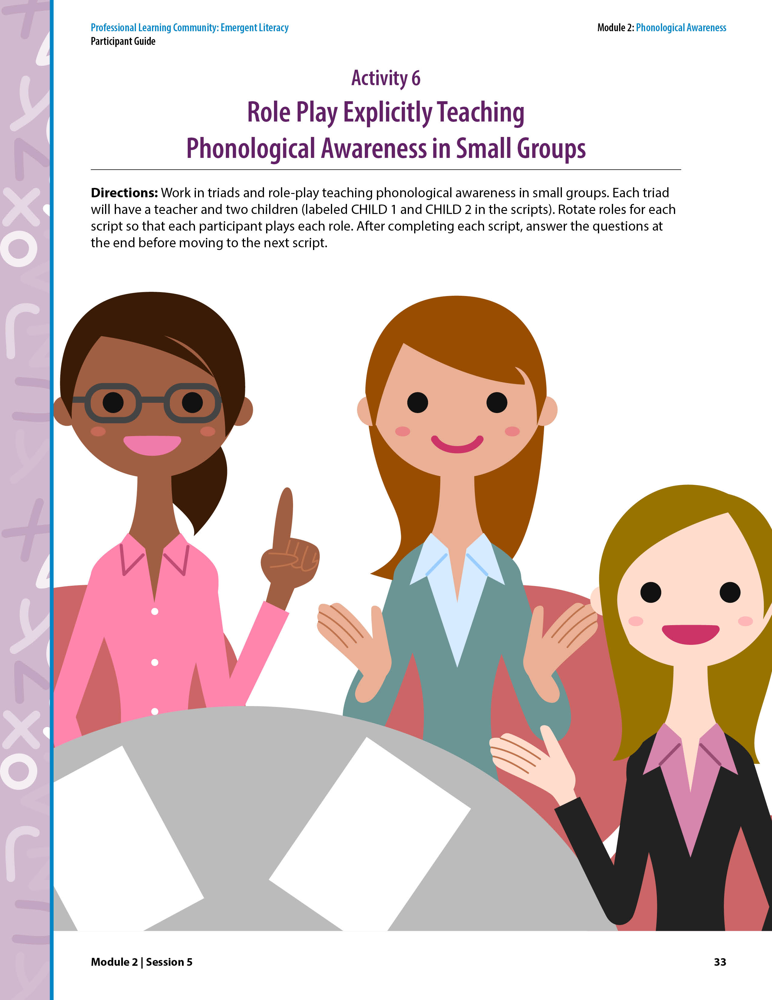 Professional Learning Community: Emergent Literacy
Participant Guide
Module 2: Phonological Awareness
Activity 6
Role Play Explicitly Teaching
Phonological Awareness in Small Groups
Directions: Work in triads and role-play teaching phonological awareness in small groups. Each triad
will have a teacher and two children (labeled CHILD 1 and CHILD 2 in the scripts). Rotate roles for each
script so that each participant plays each role. After completing each script, answer the questions at
the end before moving to the next script.
Module 2 | Session 5
33